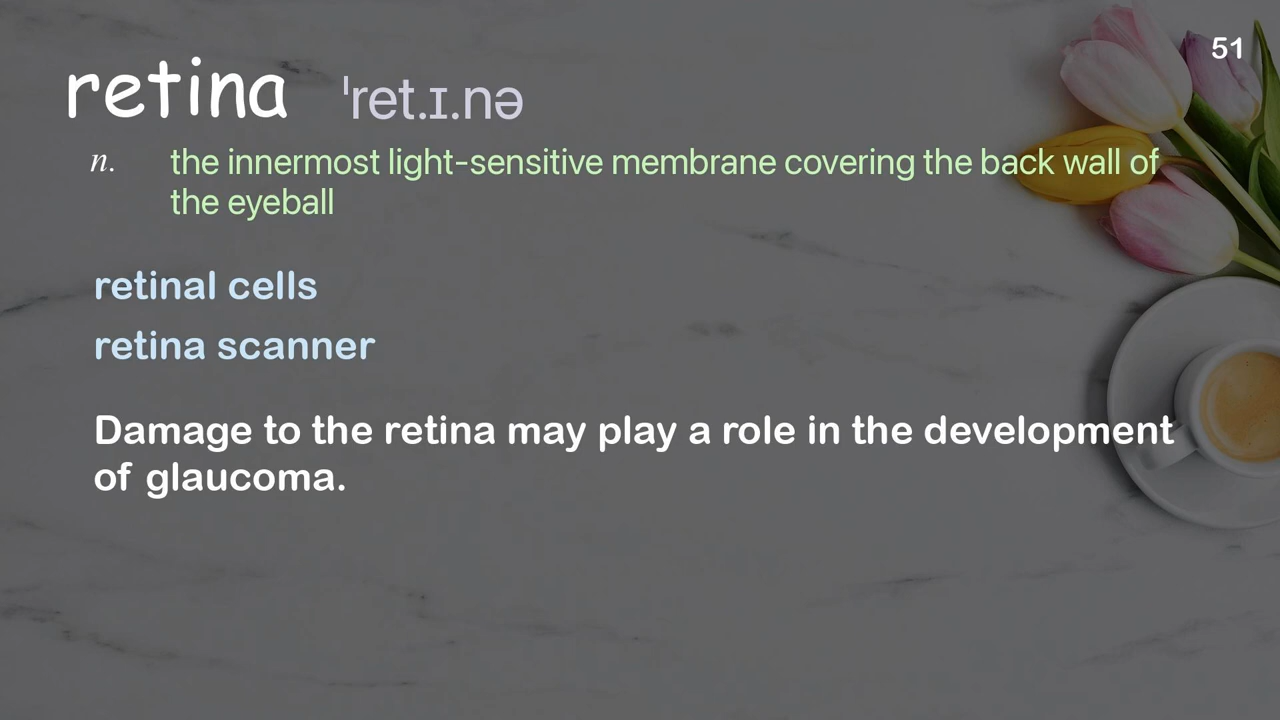 51
retina ˈret.ɪ.nə
n. the innermost light-sensitive membrane covering the back wall of
the eyeball
retinal cells
retina scanner
Damage to the retina may play a role in the development
of glaucoma.